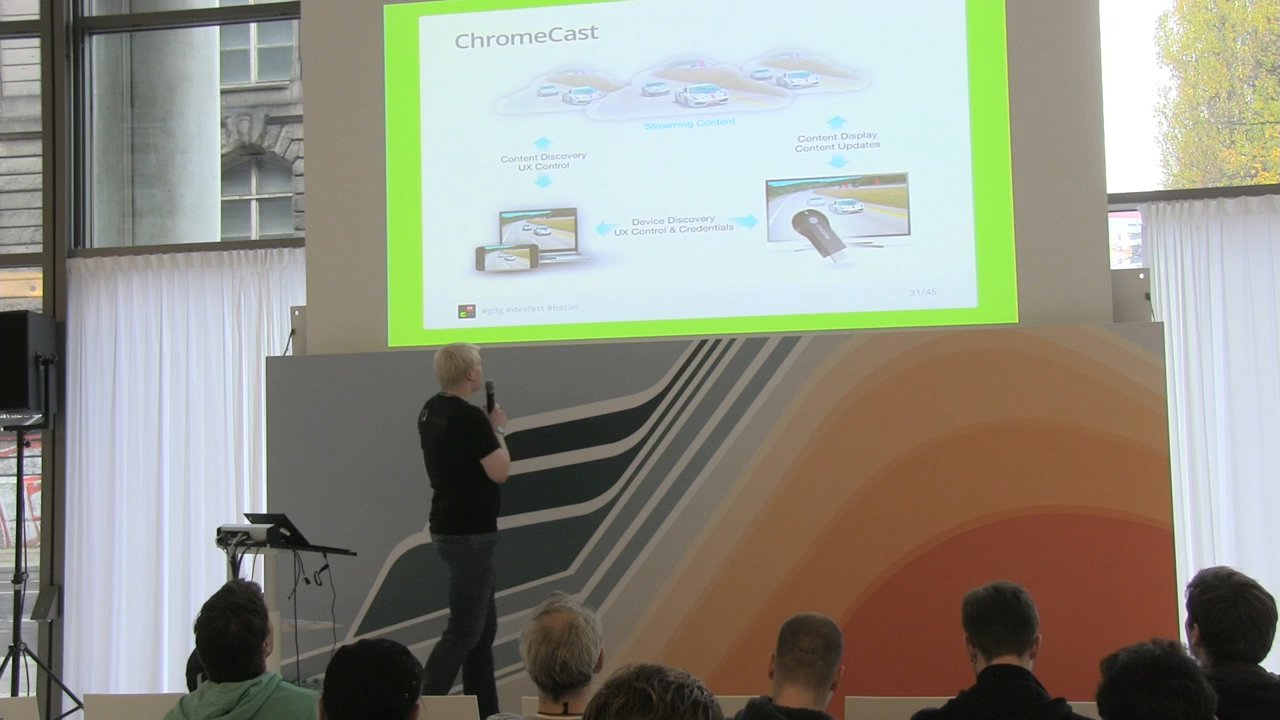 ChromeCast
Streaming Content
Content Discovery
UX Control
Content Display
Content Updates
Device Discovery
UX Control & Credentials
#gdg #devfest #berlin
31/45